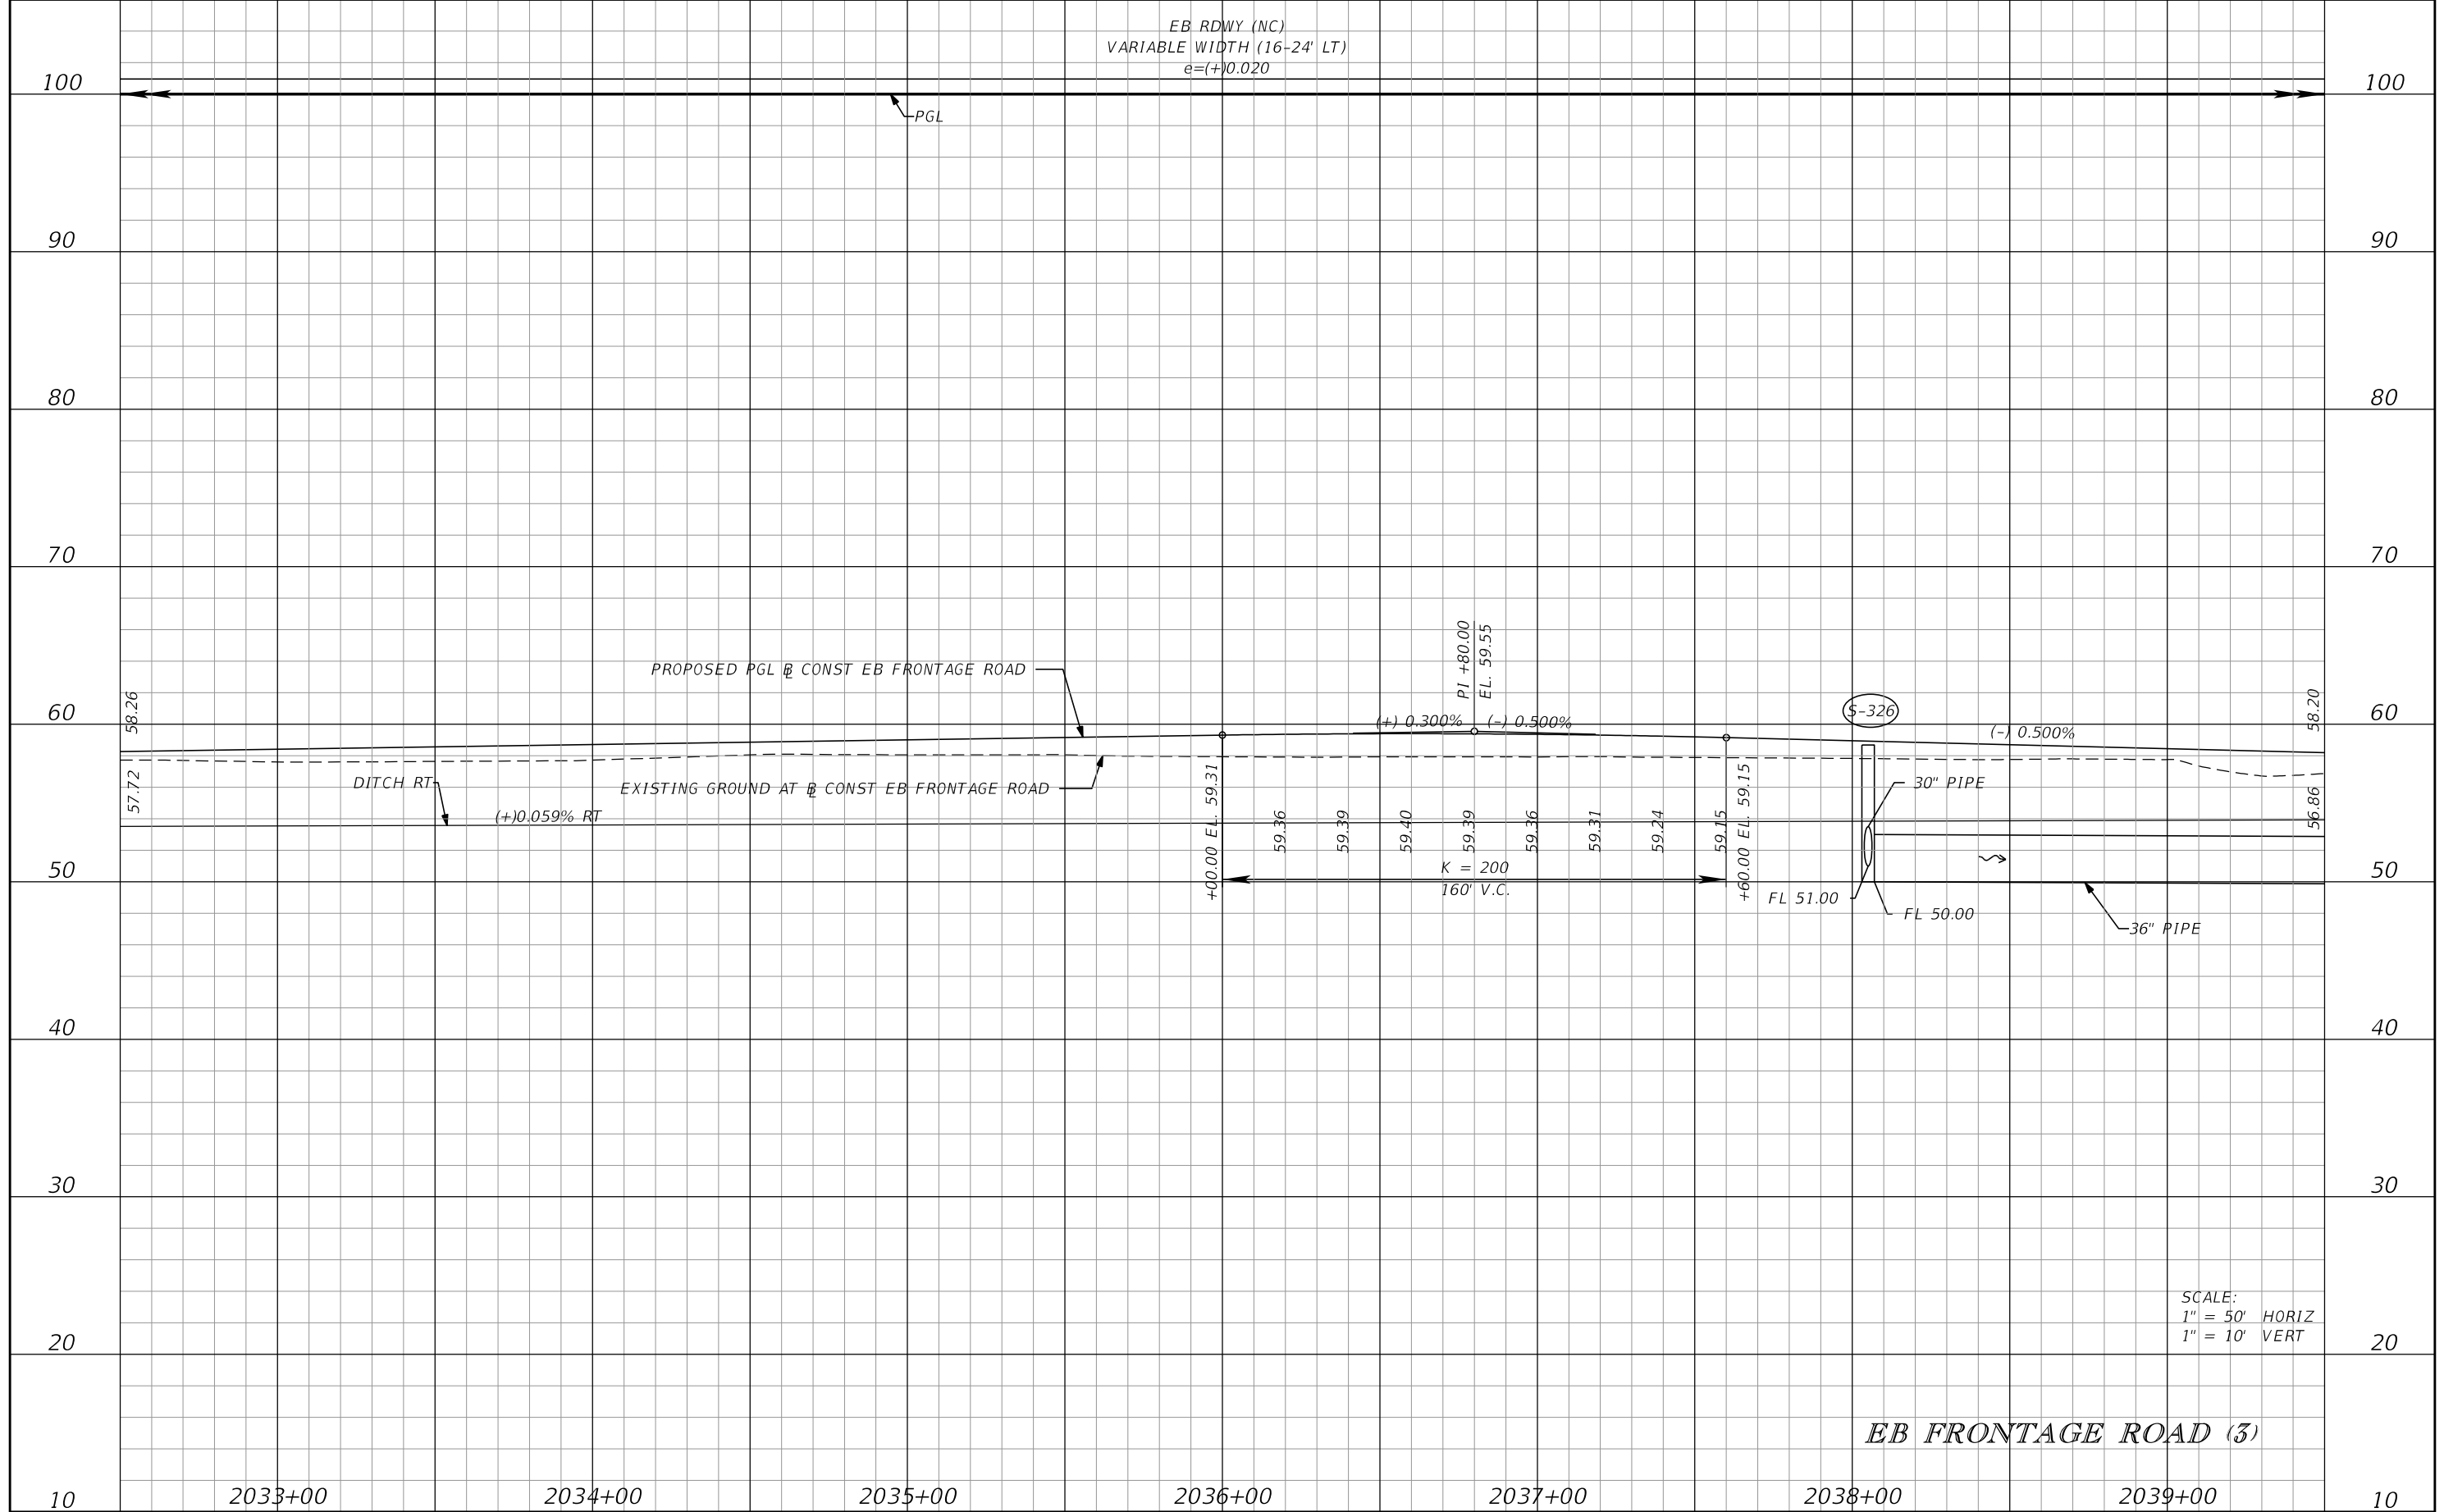 EB RDWY (NC)
VARIABLE WIDTH (16-24' LT)
e=(+)0.020
100
100
PGL
90
90
80
80
70
70
PI +80.00
EL. 59.55
PROPOSED PGL BL CONST EB FRONTAGE ROAD
58.26
58.20
60
60
S-326
(+) 0.300%
(-) 0.500%
(-) 0.500%
57.72
DITCH RT
EXISTING GROUND AT BL CONST EB FRONTAGE ROAD
30" PIPE
(+)0.059% RT
56.86
+00.00 EL. 59.31
59.36
59.39
59.40
59.39
59.36
59.31
59.24
59.15
+60.00 EL. 59.15
50
50
K = 200
160' V.C.
FL 51.00
FL 50.00
36" PIPE
40
40
30
30
SCALE:
1" = 50' HORIZ
1" = 10' VERT
20
20
EB FRONTAGE ROAD (3)
10
2033+00
2034+00
2035+00
2036+00
2037+00
2038+00
2039+00
10